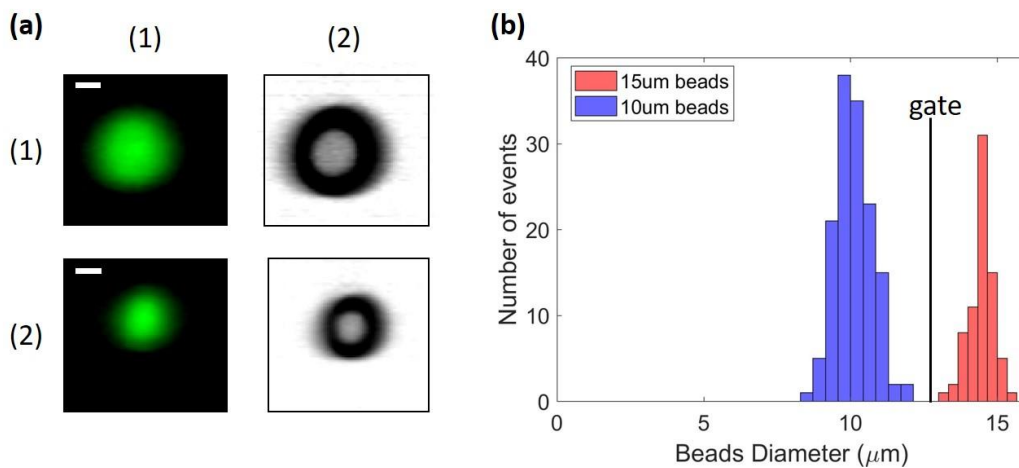 (a)
(1) (2)
(1)
(2)
(b)
40
30
20
10
0
Number of events
15um beads
10um beads
gate
0 5 10 15
Beads Diameter (μm)